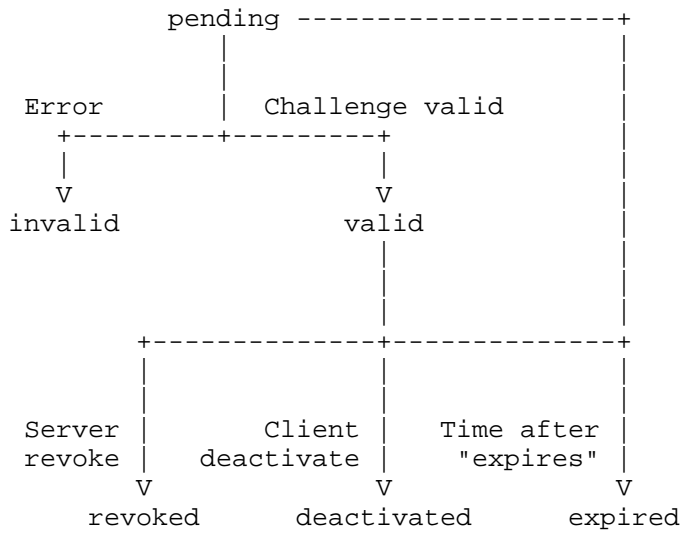 pending
Error Challenge valid
invalid valid
Server Client Time after
revoke deactivate "expires"
revoked deactivated expired